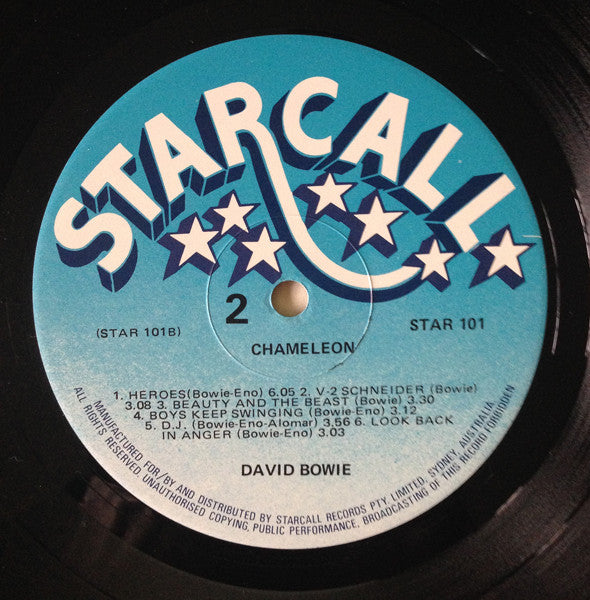 STARCALL
2
(STAR 101B)
STAR 101
CHAMELEON
1. HEROES(Bowie-Eno) 6.05 2. V-2 SCHNEIDER (Bowie)
3.08 3. BEAUTY AND THE BEAST (Bowie) 3.30
4. BOYS KEEP SWINGING (Bowie-Eno) 3.12
5. D.J. (Bowie-Eno-Alomar) 3.56 6. LOOK BACK
IN ANGER (Bowie-Eno) 3.03
DAVID BOWIE
MANUFACTURED FOR/BY AND DISTRIBUTED BY STARCALL RECORDS PTY. LIMITED, SYDNEY, AUSTRALIA
ALL RIGHTS RESERVED. UNAUTHORISED COPYING, PUBLIC PERFORMANCE, BROADCASTING OF THIS RECORD FORBIDDEN